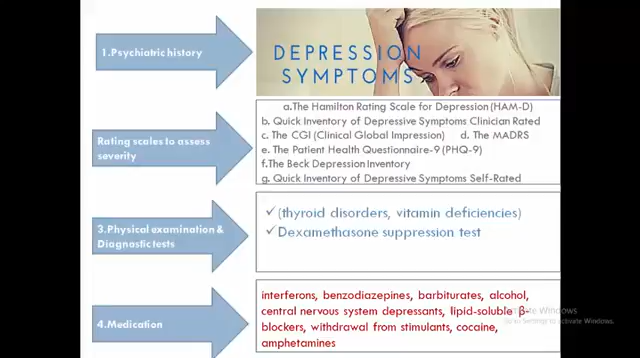 1.Psychiatric history
DEPRESSION
SYMPTOMS
Rating scales to assess
severity
a.The Hamilton Rating Scale for Depression (HAM-D)
b. Quick Inventory of Depressive Symptoms Clinician Rated
c. The CGI (Clinical Global Impression) d. The MADRS
e. The Patient Health Questionnaire-9 (PHQ-9)
f.The Beck Depression Inventory
g. Quick Inventory of Depressive Symptoms Self-Rated
3.Physical examination &
Diagnostic tests
✓ (thyroid disorders, vitamin deficiencies)
✓ Dexamethasone suppression test
4.Medication
interferons, benzodiazepines, barbiturates, alcohol,
central nervous system depressants, lipid-soluble β-
blockers, withdrawal from stimulants, cocaine,
amphetamines
Windows
to activate Windows.